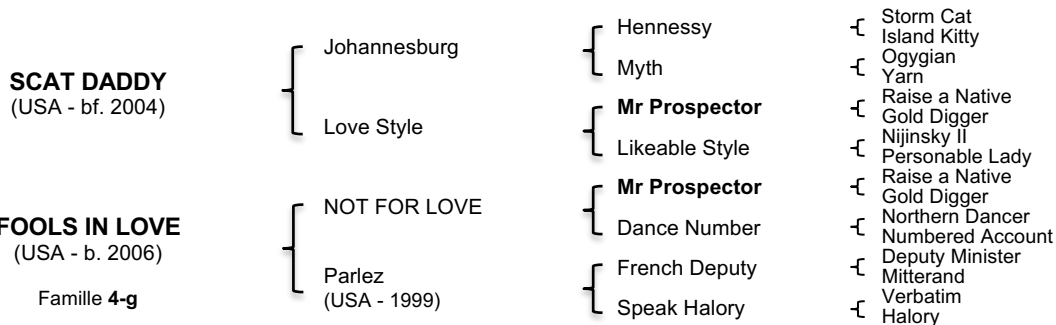 SCAT DADDY
(USA - bf. 2004)
FOOLS IN LOVE
(USA - b. 2006)
Famille 4-g
Johannesburg
Love Style
NOT FOR LOVE
Parlez
(USA - 1999)
Hennessy
Myth
Mr Prospector
Likeable Style
Mr Prospector
Dance Number
French Deputy
Speak Halory
Storm Cat
Island Kitty
Ogygian
Yarn
Raise a Native
Gold Digger
Nijinsky II
Personable Lady
Raise a Native
Gold Digger
Northern Dancer
Numbered Account
Deputy Minister
Mitterand
Verbatim
Halory